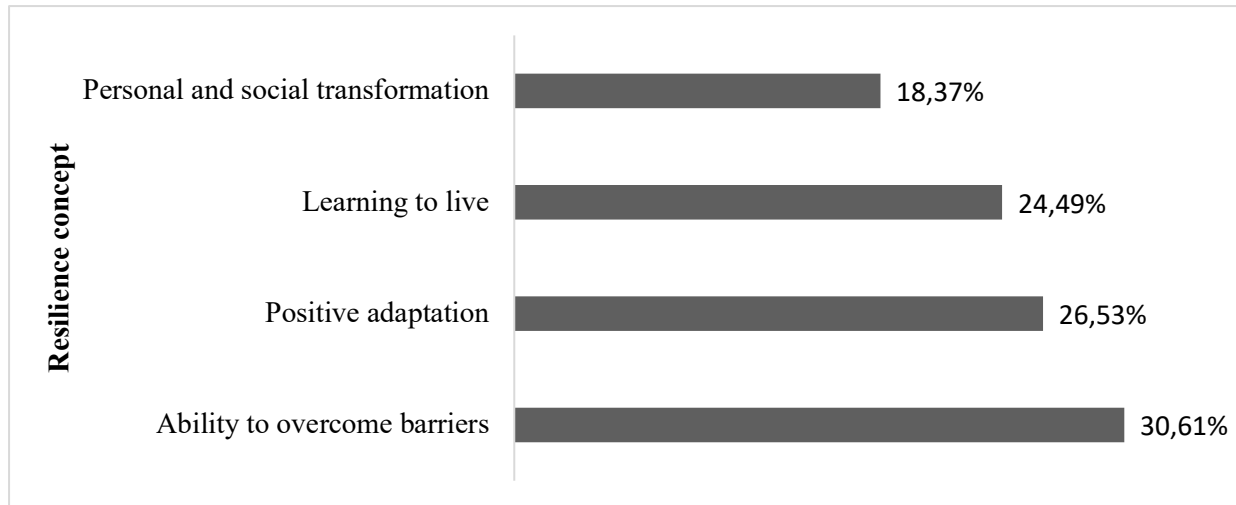 Resilience concept
Personal and social transformation
18,37%
Learning to live
24,49%
Positive adaptation
26,53%
Ability to overcome barriers
30,61%